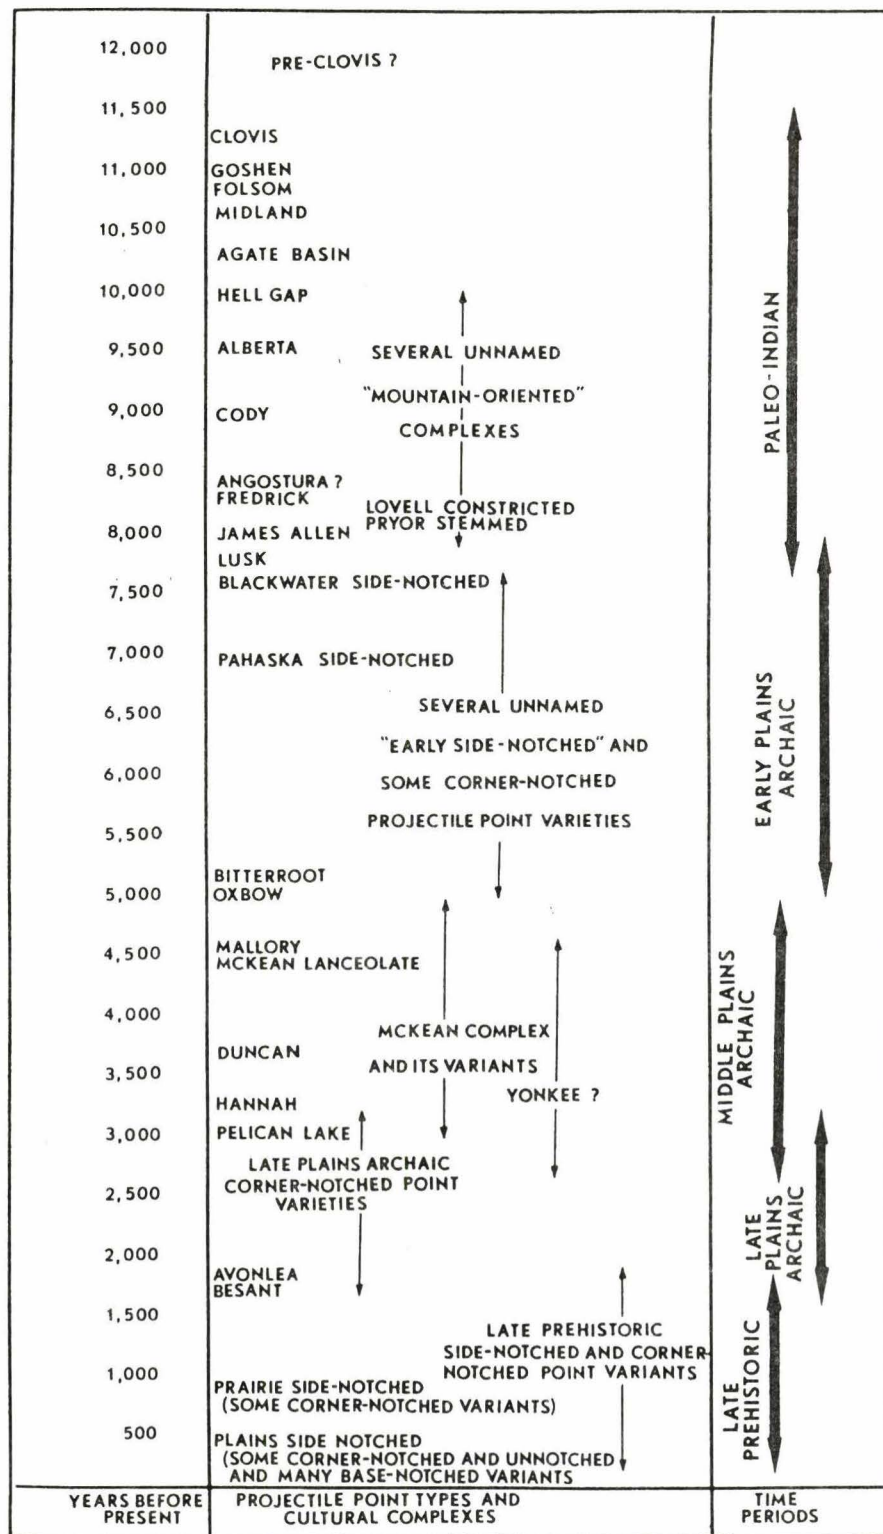 12,000
PRE-CLOVIS ?
11,500
CLOVIS
11,000
GOSHEN
FOLSOM
MIDLAND
10,500
AGATE BASIN
10,000
HELL GAP
9,500
ALBERTA
SEVERAL UNNAMED
"MOUNTAIN-ORIENTED"
9,000
CODY
COMPLEXES
8,500
ANGOSTURA ?
FREDRICK
LOVELL CONSTRICTED
PRYOR STEMMED
8,000
JAMES ALLEN
LUSK
7,500
BLACKWATER SIDE-NOTCHED
7,000
PAHASKA SIDE-NOTCHED
6,500
SEVERAL UNNAMED
"EARLY SIDE-NOTCHED" AND
6,000
SOME CORNER-NOTCHED
5,500
PROJECTILE POINT VARIETIES
BITTERROOT
5,000
OXBOW
4,500
MALLORY
MCKEAN LANCEOLATE
4,000
MCKEAN COMPLEX
DUNCAN
AND ITS VARIANTS
3,500
YONKEE ?
HANNAH
3,000
PELICAN LAKE
LATE PLAINS ARCHAIC
CORNER-NOTCHED POINT
VARIETIES
2,500
2,000
AVONLEA
BESANT
1,500
LATE PREHISTORIC
SIDE-NOTCHED AND CORNER-
NOTCHED POINT VARIANTS
1,000
PRAIRIE SIDE-NOTCHED
(SOME CORNER-NOTCHED VARIANTS)
500
PLAINS SIDE NOTCHED
(SOME CORNER-NOTCHED AND UNNOTCHED
AND MANY BASE-NOTCHED VARIANTS
PALEO-INDIAN
EARLY PLAINS
ARCHAIC
MIDDLE PLAINS
ARCHAIC
LATE
PLAINS
ARCHAIC
LATE
PREHISTORIC
YEARS BEFORE
PRESENT
PROJECTILE POINT TYPES AND
CULTURAL COMPLEXES
TIME
PERIODS